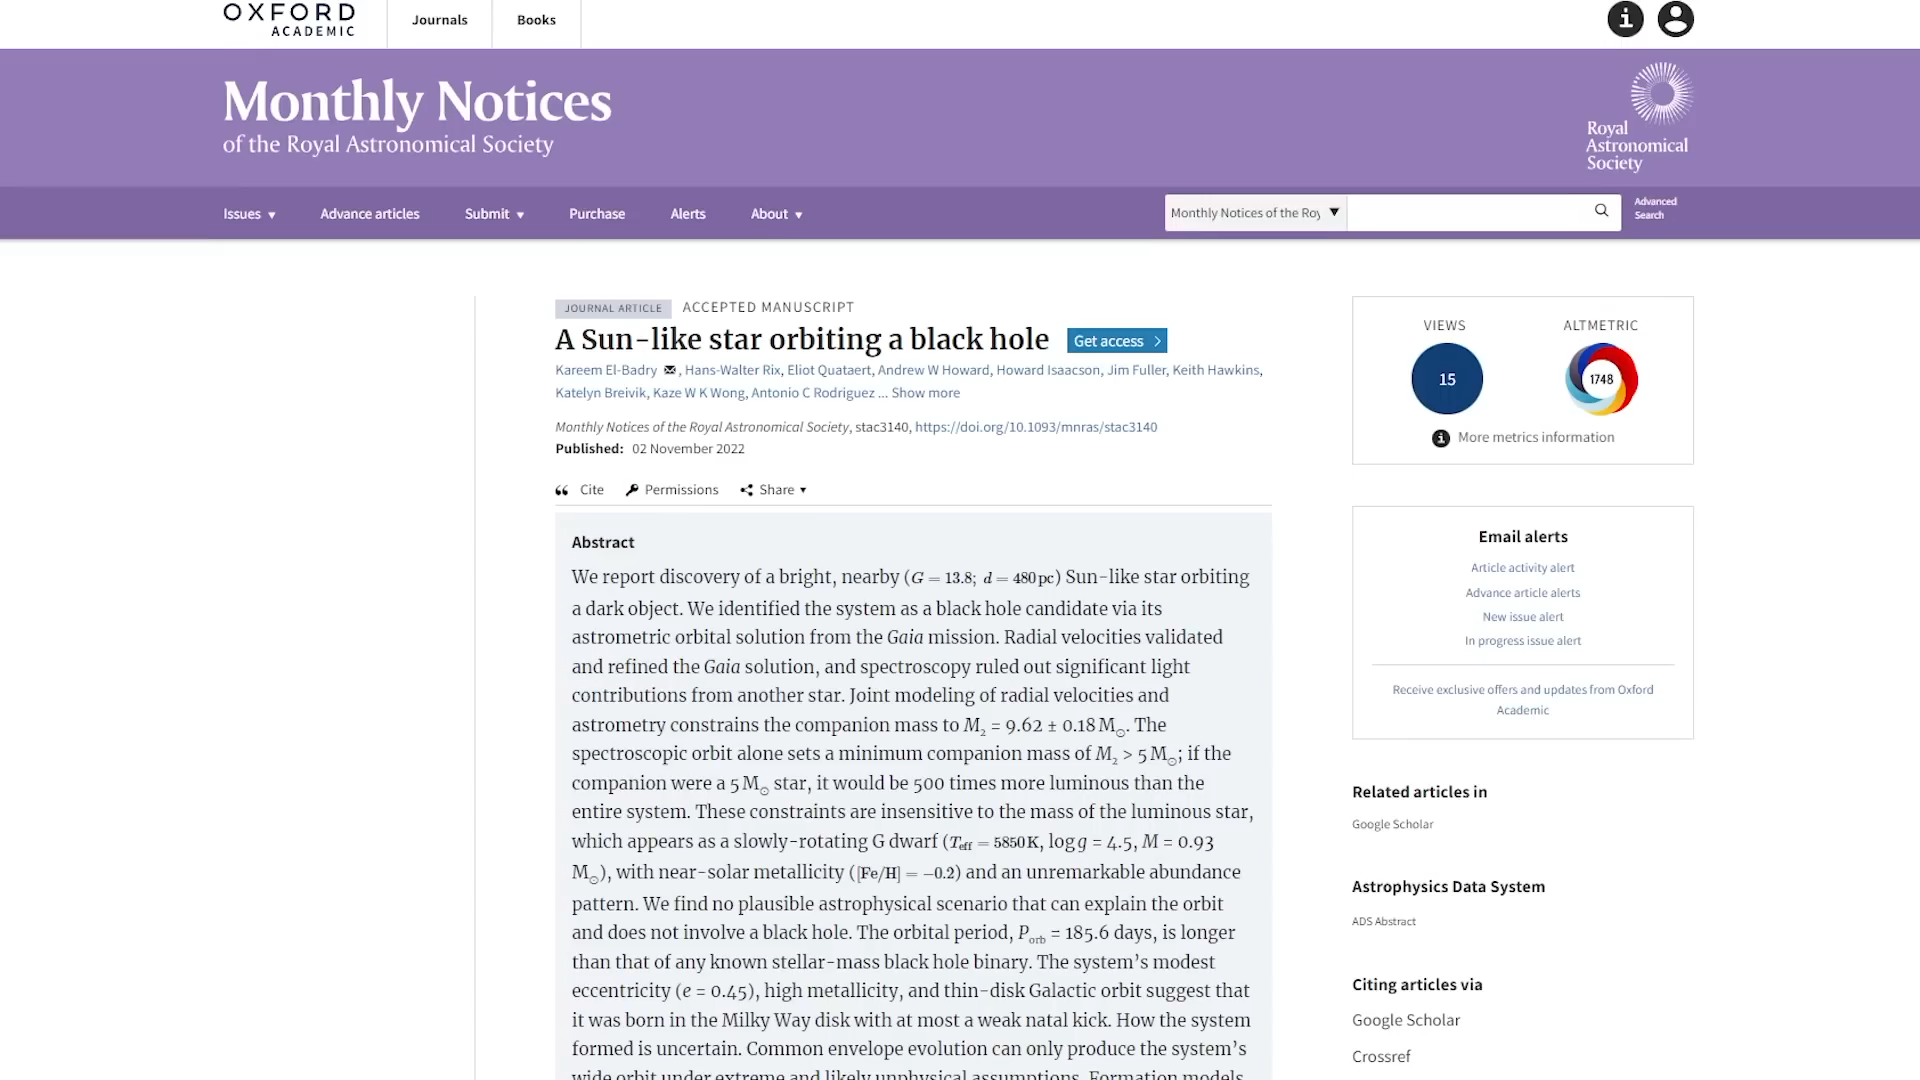 OXFORD
ACADEMIC
Journals
Books
Monthly Notices
of the Royal Astronomical Society
Royal
Astronomical
Society
Issues ▼
Advance articles
Submit ▼
Purchase
Alerts
About ▼
Monthly Notices of the Roy ▼
Advanced
Search
JOURNAL ARTICLE ACCEPTED MANUSCRIPT
A Sun-like star orbiting a black hole
Get access >
Kareem El-Badry, Hans-Walter Rix, Eliot Quataert, Andrew W Howard, Howard Isaacson, Jim Fuller, Keith Hawkins,
Katelyn Breivik, Kaze W K Wong, Antonio C Rodriguez ... Show more
Monthly Notices of the Royal Astronomical Society, stac3140, https://doi.org/10.1093/mnras/stac3140
Published: 02 November 2022
Cite
Permissions
Share ▼
Abstract
We report discovery of a bright, nearby (G = 13.8; d = 480 pc) Sun-like star orbiting
a dark object. We identified the system as a black hole candidate via its
astrometric orbital solution from the Gaia mission. Radial velocities validated
and refined the Gaia solution, and spectroscopy ruled out significant light
contributions from another star. Joint modeling of radial velocities and
astrometry constrains the companion mass to M₂ = 9.62 ± 0.18 M☉. The
spectroscopic orbit alone sets a minimum companion mass of M₂ > 5 M☉; if the
companion were a 5 M☉ star, it would be 500 times more luminous than the
entire system. These constraints are insensitive to the mass of the luminous star,
which appears as a slowly-rotating G dwarf (Teff = 5850 K, log g = 4.5, M = 0.93
M☉), with near-solar metallicity ([Fe/H] = −0.2) and an unremarkable abundance
pattern. We find no plausible astrophysical scenario that can explain the orbit
and does not involve a black hole. The orbital period, Porb = 185.6 days, is longer
than that of any known stellar-mass black hole binary. The system’s modest
eccentricity (e = 0.45), high metallicity, and thin-disk Galactic orbit suggest that
it was born in the Milky Way disk with at most a weak natal kick. How the system
formed is uncertain. Common envelope evolution can only produce the system’s
wide orbit under extreme and likely unphysical assumptions. Formation models
VIEWS
ALTMETRIC
15
1748
More metrics information
Email alerts
Article activity alert
Advance article alerts
New issue alert
In progress issue alert
Receive exclusive offers and updates from Oxford
Academic
Related articles in
Google Scholar
Astrophysics Data System
ADS Abstract
Citing articles via
Google Scholar
Crossref